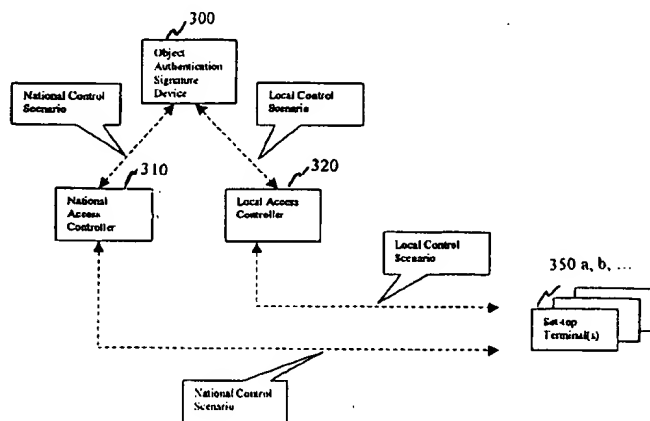 300
Object
Authentication
Signature
Device
National Control
Scenario
Local Control
Scenario
310
320
National
Access
Controller
Local Access
Controller
Local Control
Scenario
350 a, b, ...
Set-top
Terminal(s)
National Control
Scenario